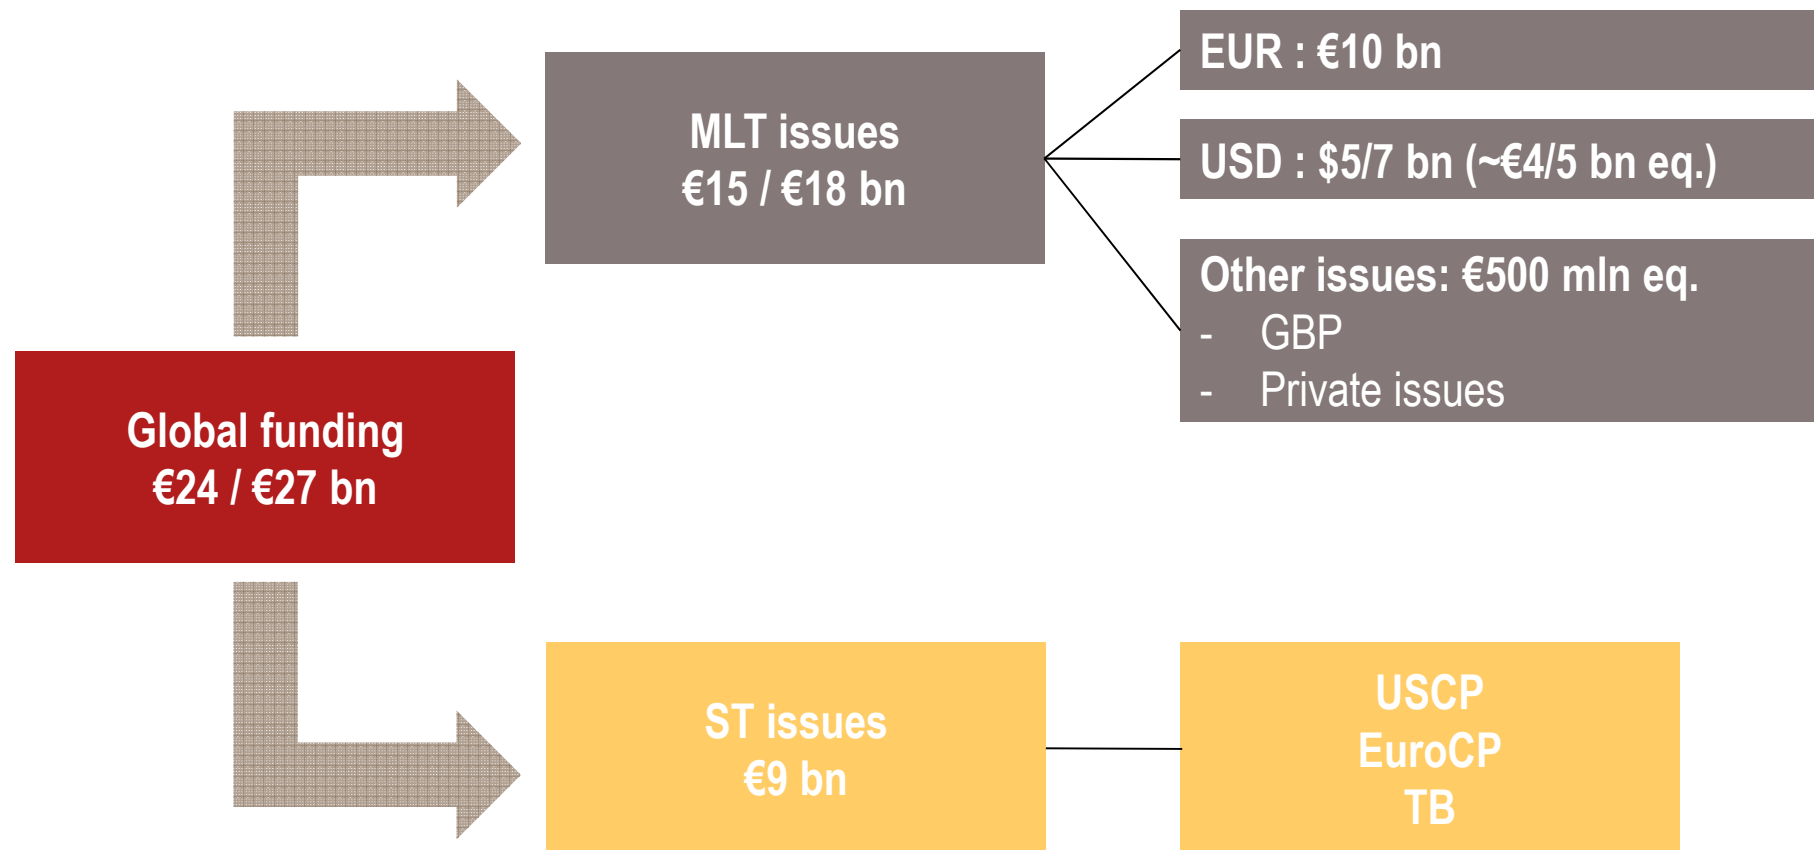 EUR : €10 bn
MLT issues
€15 / €18 bn
USD : $5/7 bn (~€4/5 bn eq.)
Other issues: €500 mln eq.
- GBP
- Private issues
Global funding
€24 / €27 bn
ST issues
€9 bn
USCP
EuroCP
TB